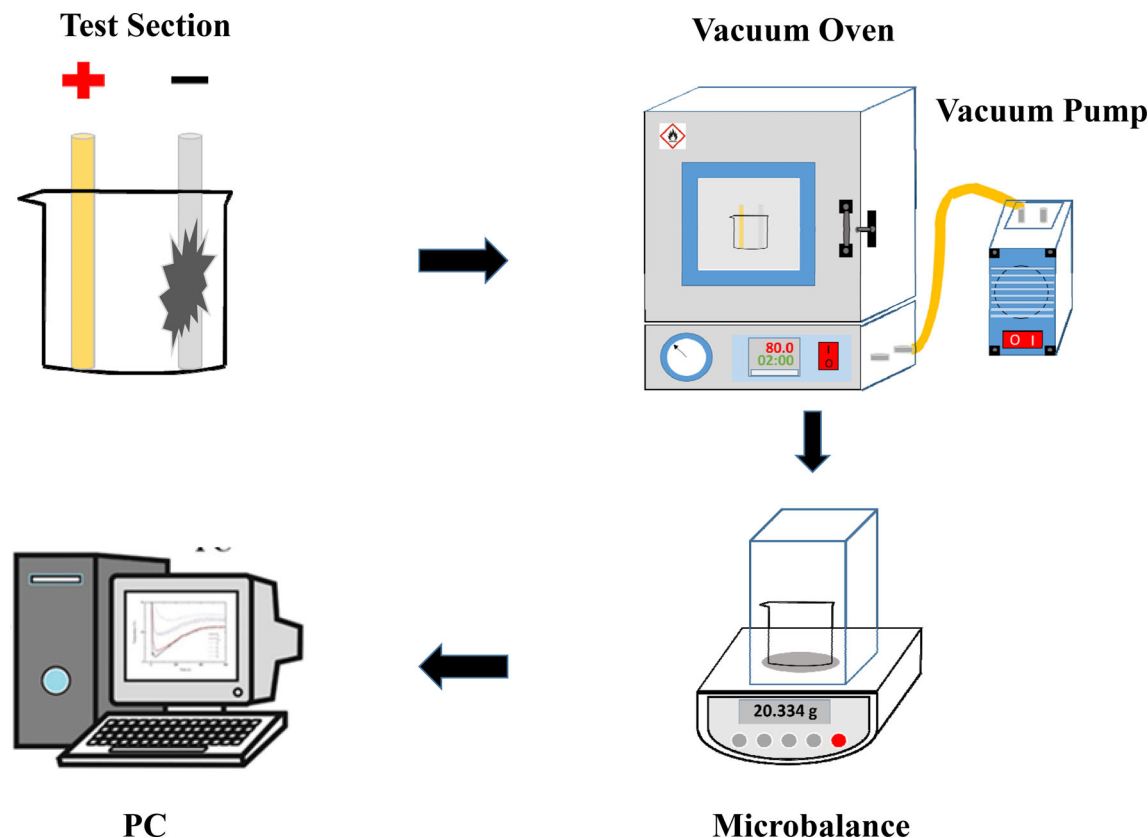 Test Section
Vacuum Oven
Vacuum Pump
80.0
02:00
I
O
O I
20.334 g
PC
Microbalance